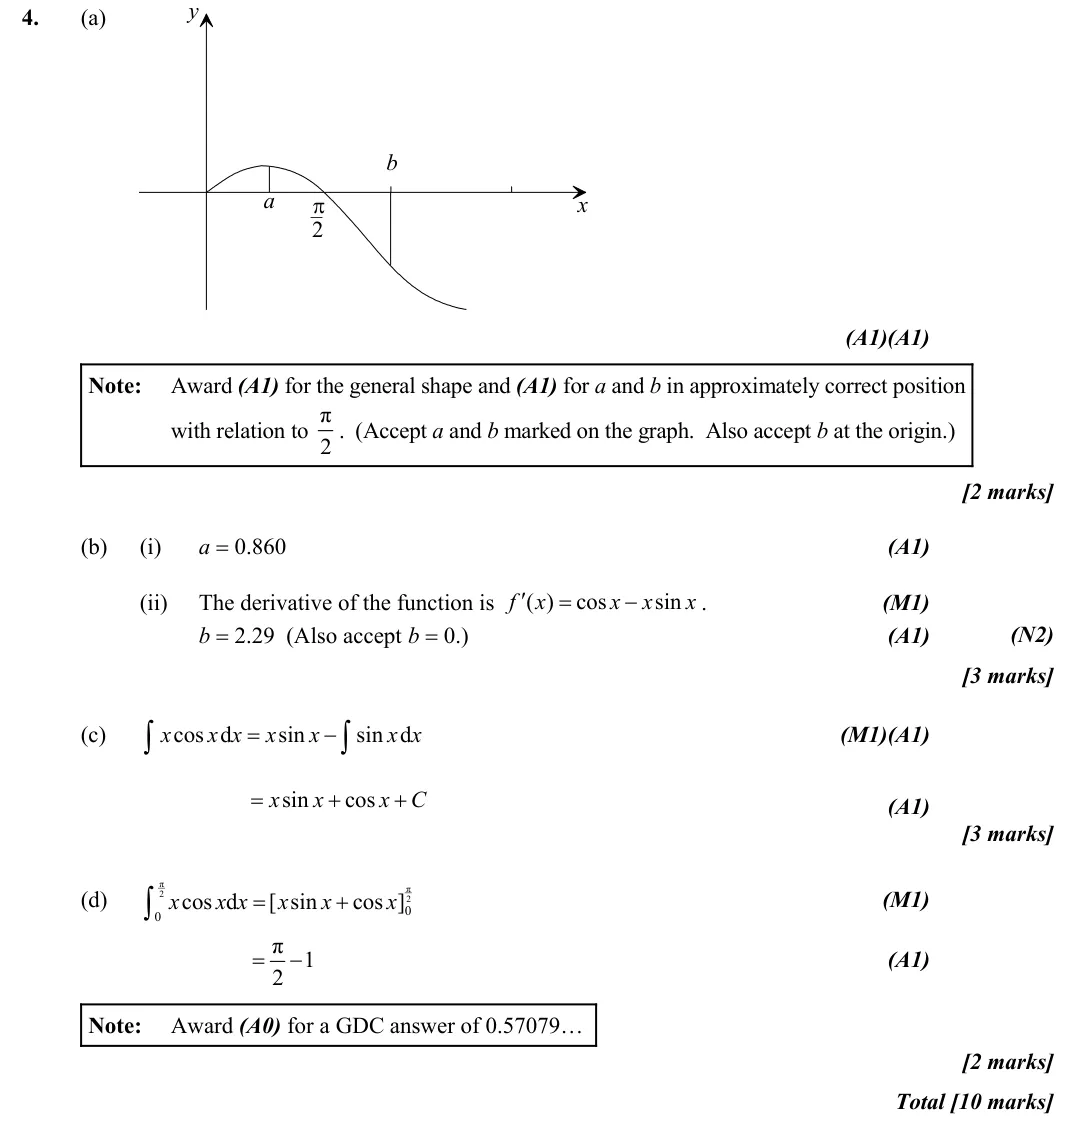 4. (a)
y
b
a
π/2
x
(A1)(A1)
Note: Award (A1) for the general shape and (A1) for a and b in approximately correct position
with relation to π/2. (Accept a and b marked on the graph. Also accept b at the origin.)
[2 marks]
(b) (i) a = 0.860 (A1)
(ii) The derivative of the function is f′(x) = cos x − x sin x. (M1)
b = 2.29 (Also accept b = 0.) (A1) (N2)
[3 marks]
(c) ∫ x cos x dx = x sin x − ∫ sin x dx (M1)(A1)
= x sin x + cos x + C (A1)
[3 marks]
(d) ∫₀^(π/2) x cos x dx = [x sin x + cos x]₀^(π/2) (M1)
= π/2 − 1 (A1)
Note: Award (A0) for a GDC answer of 0.57079…
[2 marks]
Total [10 marks]